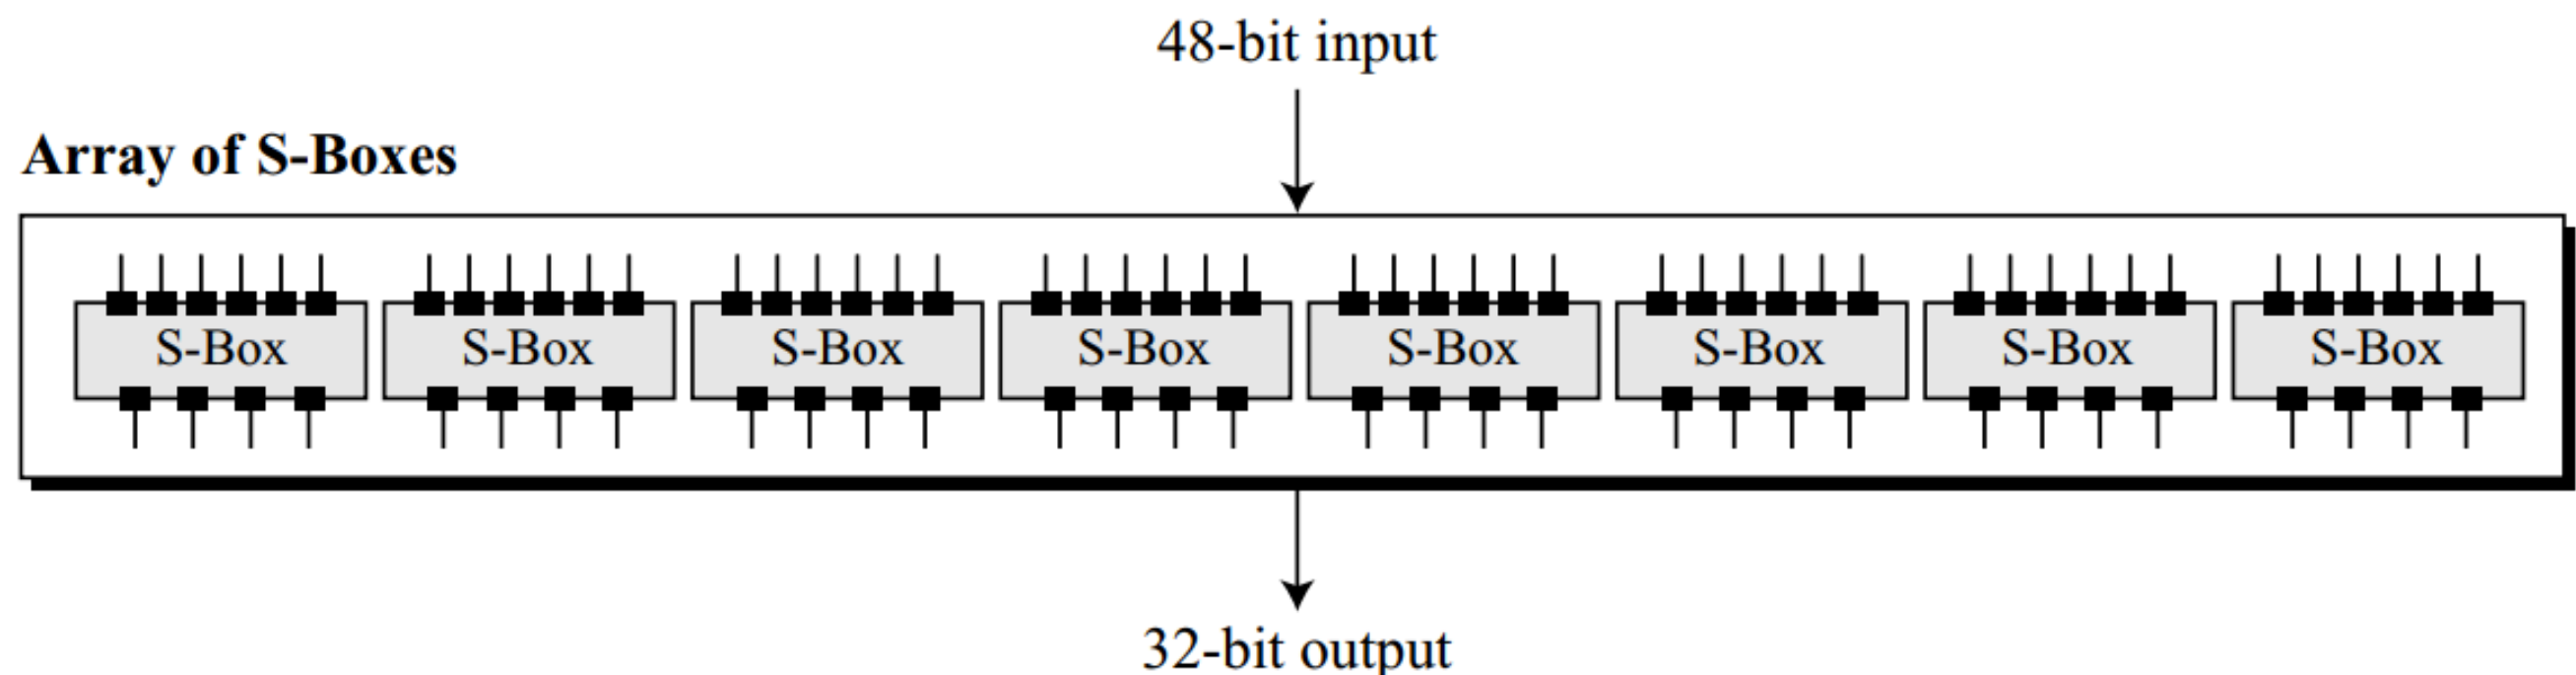 48-bit input
Array of S-Boxes
S-Box S-Box S-Box S-Box S-Box S-Box S-Box S-Box
32-bit output